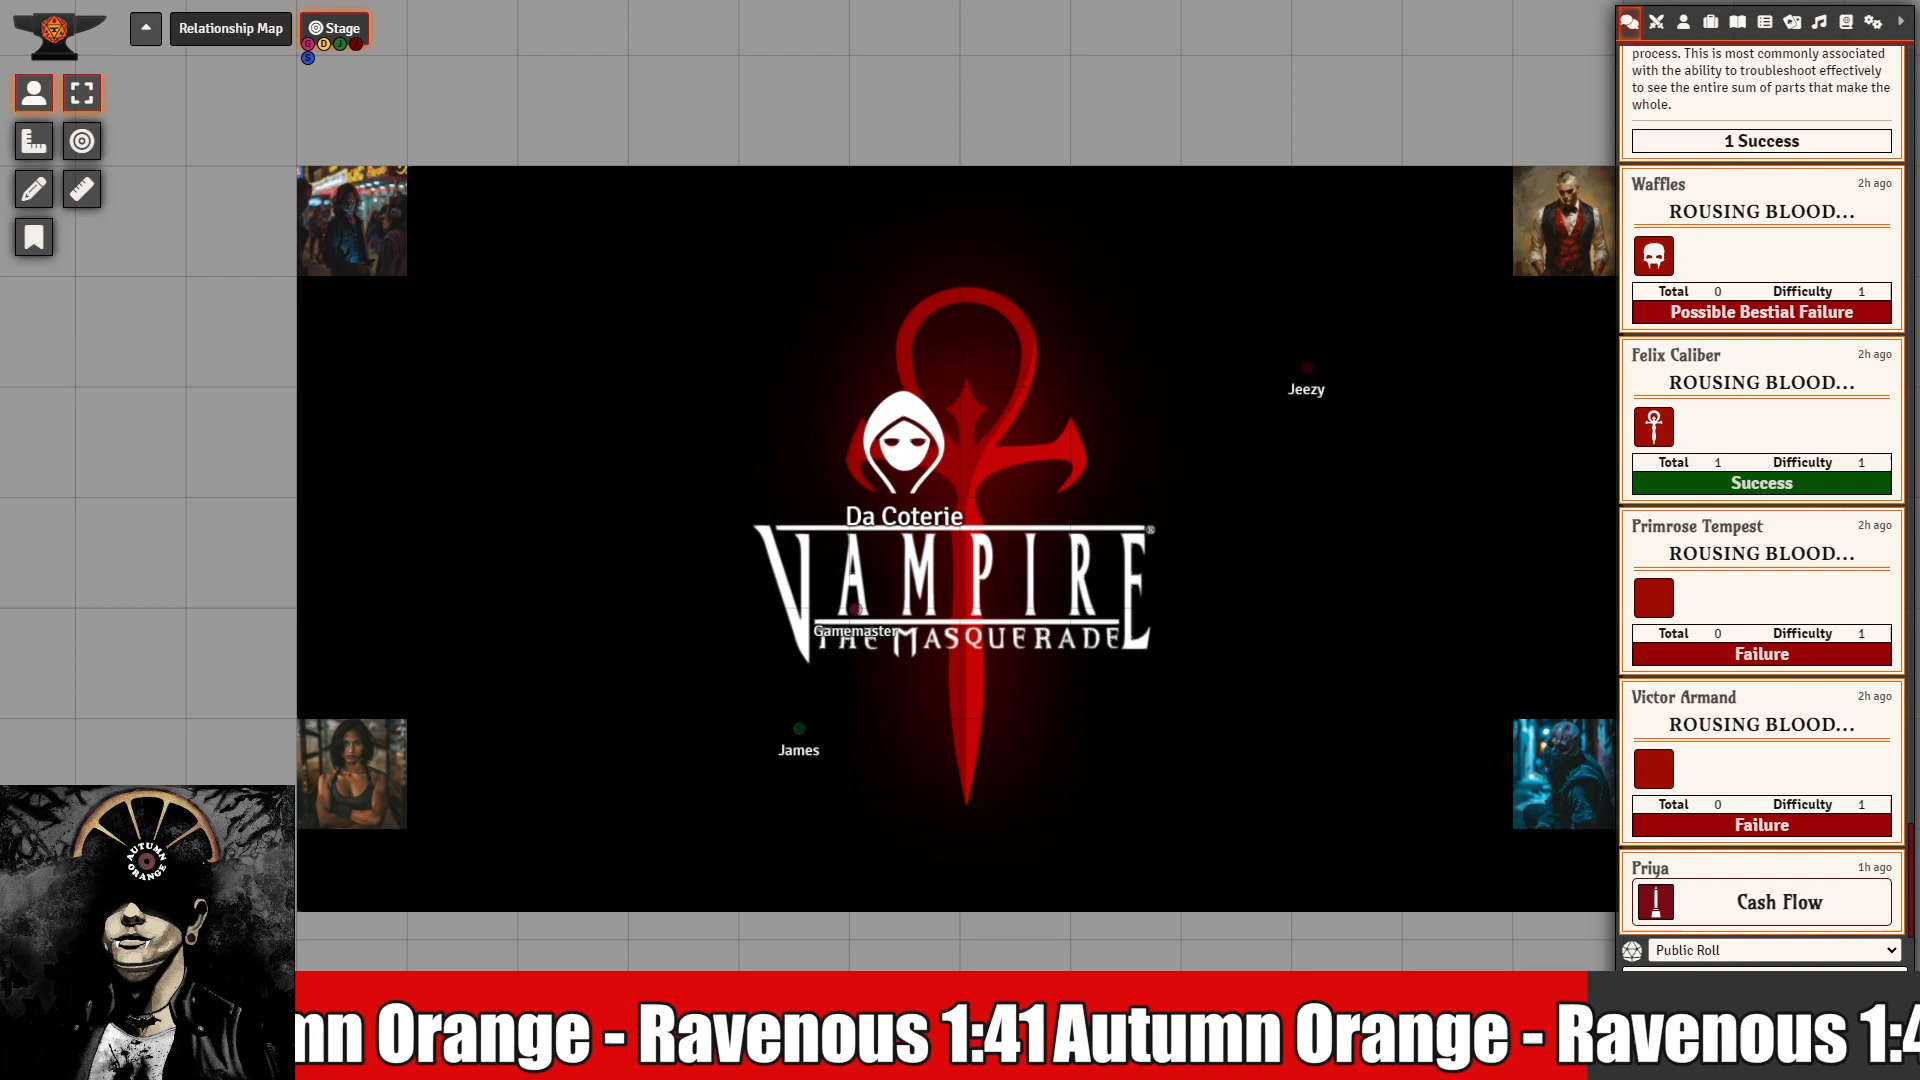 Relationship Map
Stage
G D J J
S
process. This is most commonly associated
with the ability to troubleshoot effectively
to see the entire sum of parts that make the
whole.
1 Success
Waffles 2h ago
ROUSING BLOOD...
Total 0 Difficulty 1
Possible Bestial Failure
Felix Caliber 2h ago
ROUSING BLOOD...
Total 1 Difficulty 1
Success
Primrose Tempest 2h ago
ROUSING BLOOD...
Total 0 Difficulty 1
Failure
Victor Armand 2h ago
ROUSING BLOOD...
Total 0 Difficulty 1
Failure
Priya 1h ago
Cash Flow
Public Roll
Jeezy
Da Coterie
VAMPIRE®
Gamemaster
THE MASQUERADE
James
AUTUMN
ORANGE
mn Orange - Ravenous 1:41 Autumn Orange - Ravenous 1:4